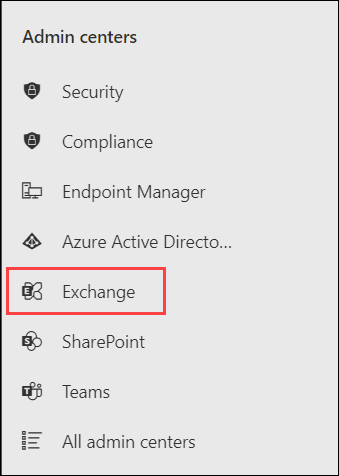 Admin centers
Security
Compliance
Endpoint Manager
Azure Active Directo...
Exchange
SharePoint
Teams
All admin centers